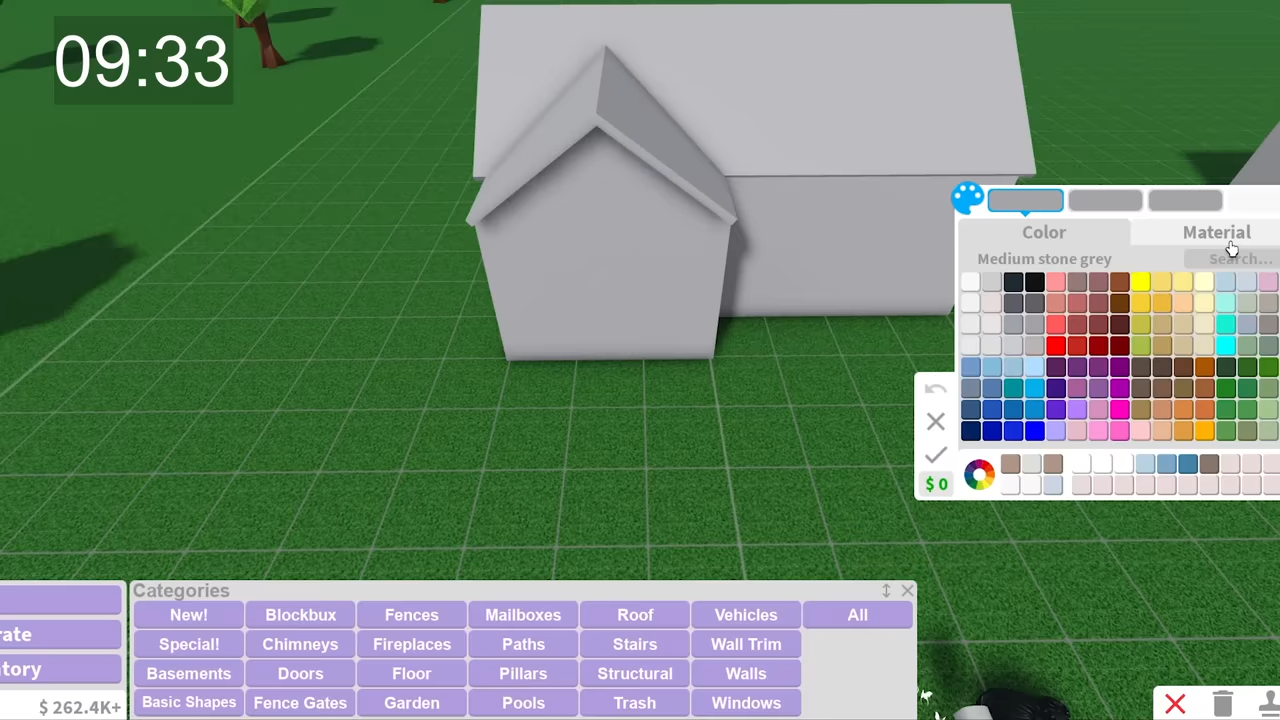 09:33
Color Material
Medium stone grey Search...
$ 0
Categories
New! Blockbux Fences Mailboxes Roof Vehicles All
rate Special! Chimneys Fireplaces Paths Stairs Wall Trim
tory Basements Doors Floor Pillars Structural Walls
$ 262.4K+ Basic Shapes Fence Gates Garden Pools Trash Windows